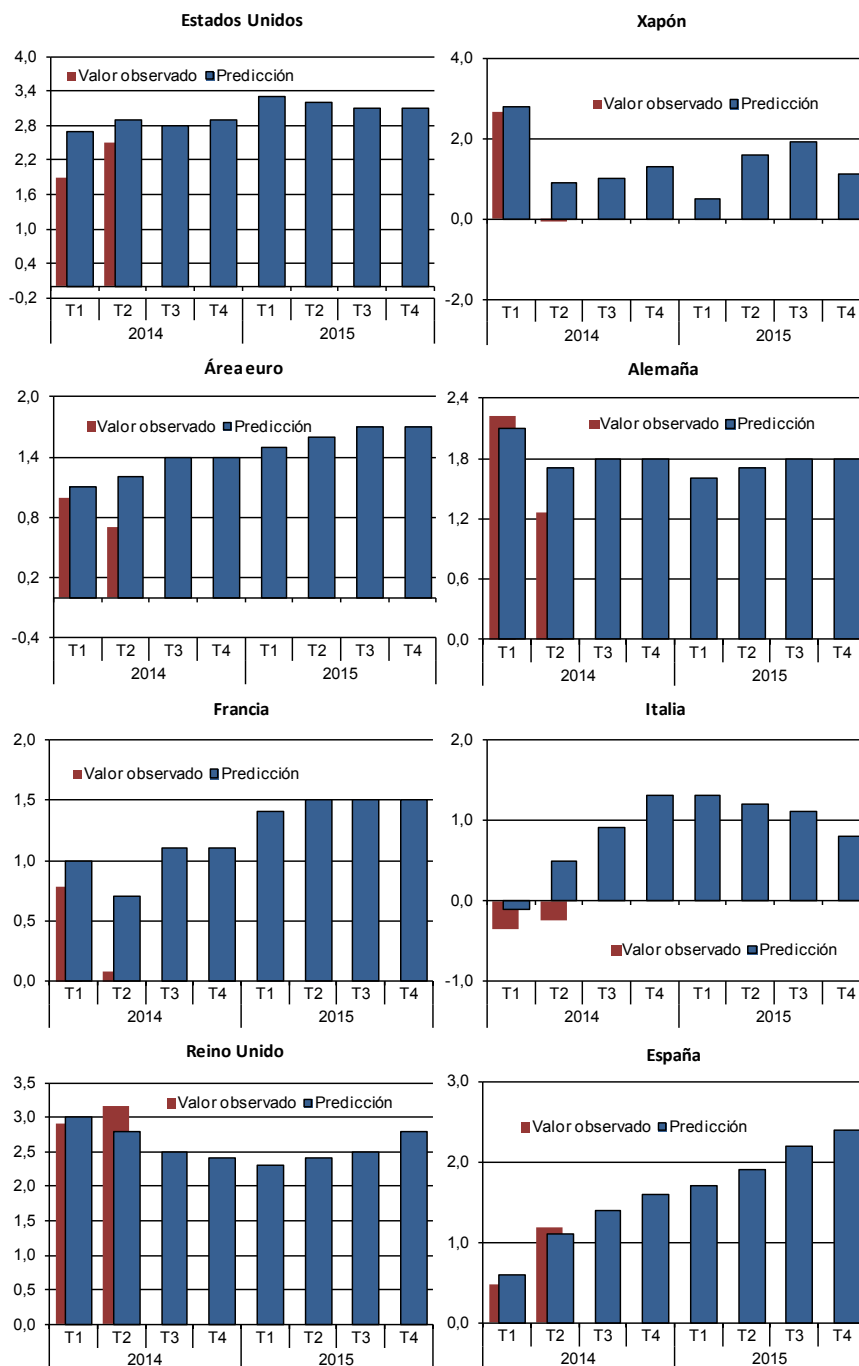 Estados Unidos
4,0
3,4
2,8
2,2
1,6
1,0
0,4
-0,2
Valor observado Predicción
T1 T2 T3 T4 T1 T2 T3 T4
2014 2015
Xapón
4,0
2,0
0,0
-2,0
Valor observado Predicción
T1 T2 T3 T4 T1 T2 T3 T4
2014 2015
Área euro
2,0
1,4
0,8
0,2
-0,4
Valor observado Predicción
T1 T2 T3 T4 T1 T2 T3 T4
2014 2015
Alemaña
2,4
1,8
1,2
0,6
0,0
Valor observado Predicción
T1 T2 T3 T4 T1 T2 T3 T4
2014 2015
Francia
2,0
1,5
1,0
0,5
0,0
Valor observado Predicción
T1 T2 T3 T4 T1 T2 T3 T4
2014 2015
Italia
2,0
1,0
0,0
-1,0
Valor observado Predicción
T1 T2 T3 T4 T1 T2 T3 T4
2014 2015
Reino Unido
3,5
3,0
2,5
2,0
1,5
1,0
0,5
0,0
Valor observado Predicción
T1 T2 T3 T4 T1 T2 T3 T4
2014 2015
España
3,0
2,0
1,0
0,0
Valor observado Predicción
T1 T2 T3 T4 T1 T2 T3 T4
2014 2015